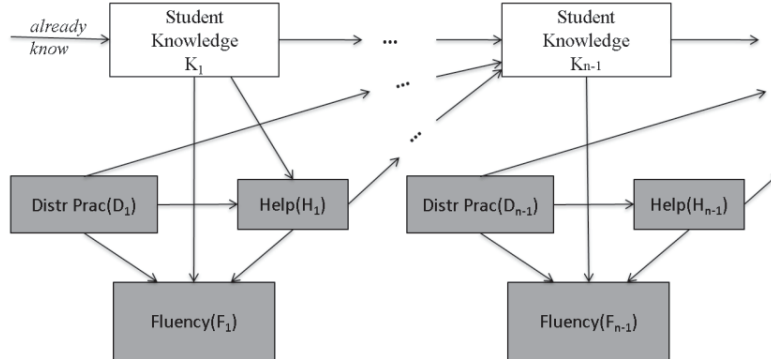 already
know
Student
Knowledge
K1
...
Student
Knowledge
Kn-1
...
...
Distr Prac(D1)
Help(H1)
Distr Prac(Dn-1)
Help(Hn-1)
Fluency(F1)
Fluency(Fn-1)